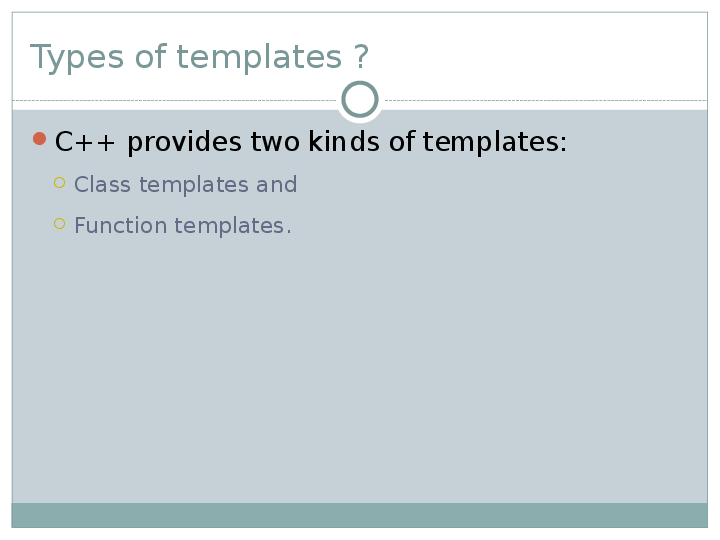 Types of templates ?
C++ provides two kinds of templates:
Class templates and
Function templates.